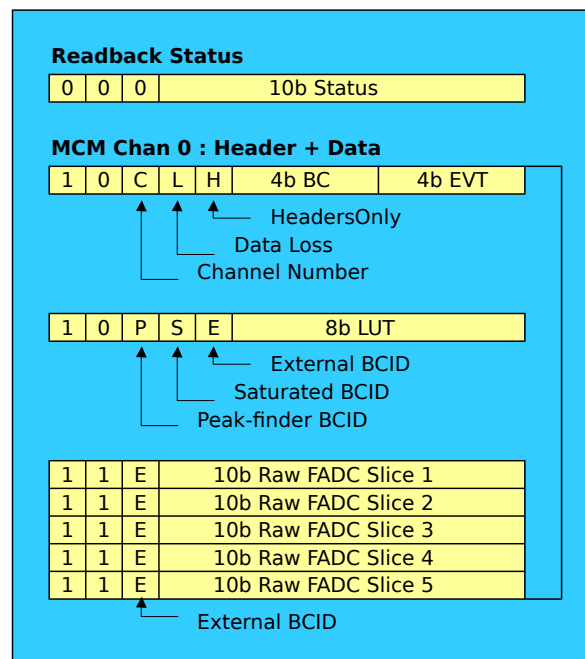 Readback Status
0 0 0 10b Status
MCM Chan 0 : Header + Data
1 0 C L H 4b BC 4b EVT
HeadersOnly
Data Loss
Channel Number
1 0 P S E 8b LUT
External BCID
Saturated BCID
Peak-finder BCID
1 1 E 10b Raw FADC Slice 1
1 1 E 10b Raw FADC Slice 2
1 1 E 10b Raw FADC Slice 3
1 1 E 10b Raw FADC Slice 4
1 1 E 10b Raw FADC Slice 5
External BCID